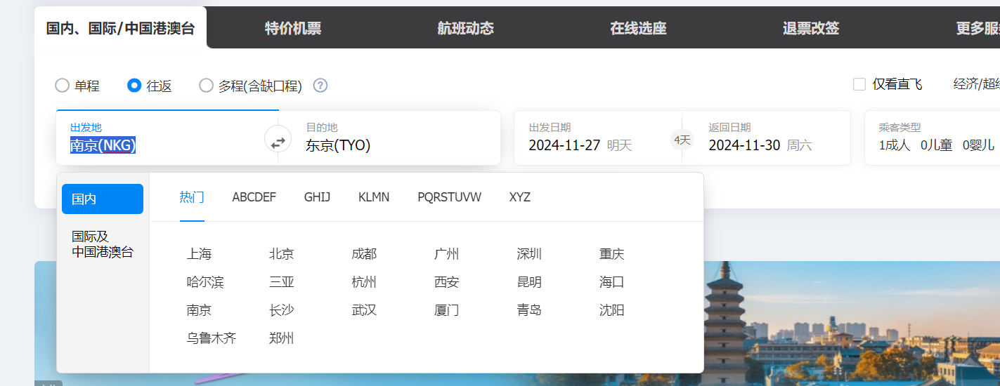 国内、国际/中国港澳台 特价机票 航班动态 在线选座 退票改签 更多服
单程 往返 多程(含缺口程) ? 仅看直飞 经济/超
出发地 目的地 出发日期 返回日期 乘客类型
南京(NKG) 东京(TYO) 2024-11-27 明天 4天 2024-11-30 周六 1成人 0儿童 0婴儿
国内 热门 ABCDEF GHIJ KLMN PQRSTUVW XYZ
国际及
中国港澳台
上海 北京 成都 广州 深圳 重庆
哈尔滨 三亚 杭州 西安 昆明 海口
南京 长沙 武汉 厦门 青岛 沈阳
乌鲁木齐 郑州